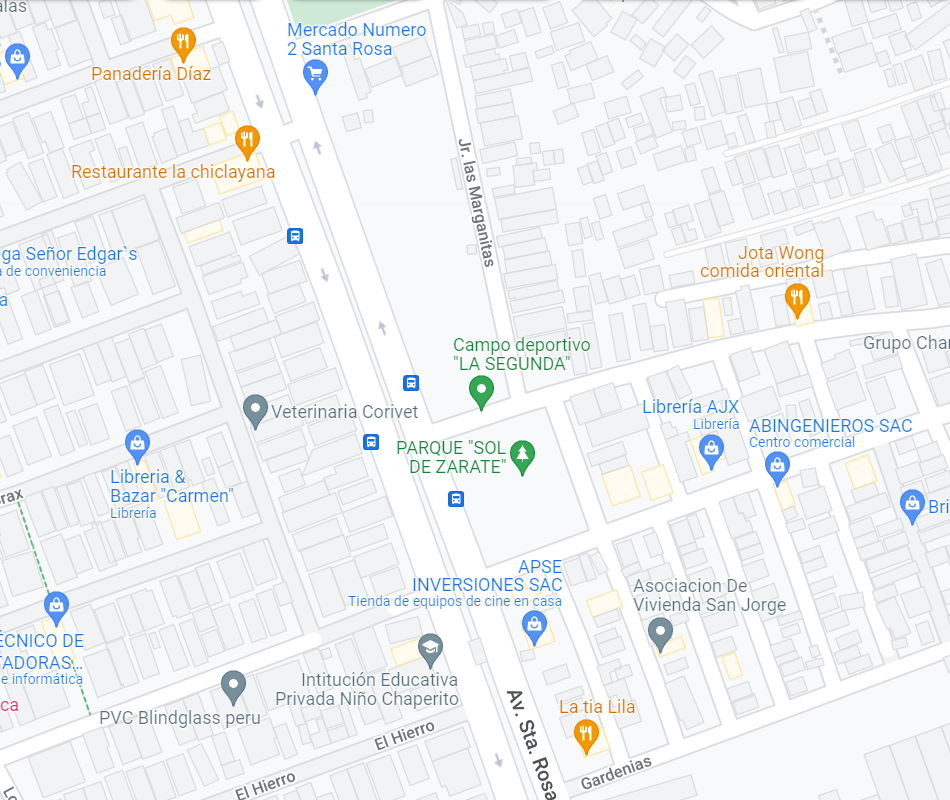 alas
Mercado Numero
2 Santa Rosa
Panadería Díaz
Restaurante la chiclayana
Jr. las Marganitas
ga Señor Edgar`s
a de conveniencia
a
Jota Wong
comida oriental
Grupo Char
Campo deportivo
"LA SEGUNDA"
Veterinaria Corivet
Librería AJX
Librería
ABINGENIEROS SAC
Centro comercial
PARQUE "SOL
DE ZARATE"
Libreria &
Bazar "Carmen"
Librería
rax
Bri
APSE
INVERSIONES SAC
Tienda de equipos de cine en casa
Asociacion De
Vivienda San Jorge
ÉCNICO DE
TADORAS...
e informática
Intitución Educativa
Privada Niño Chaperito
ca
PVC Blindglass peru
Av. Sta. Rosa
La tia Lila
El Hierro
El Hierro
Gardenias
Lo